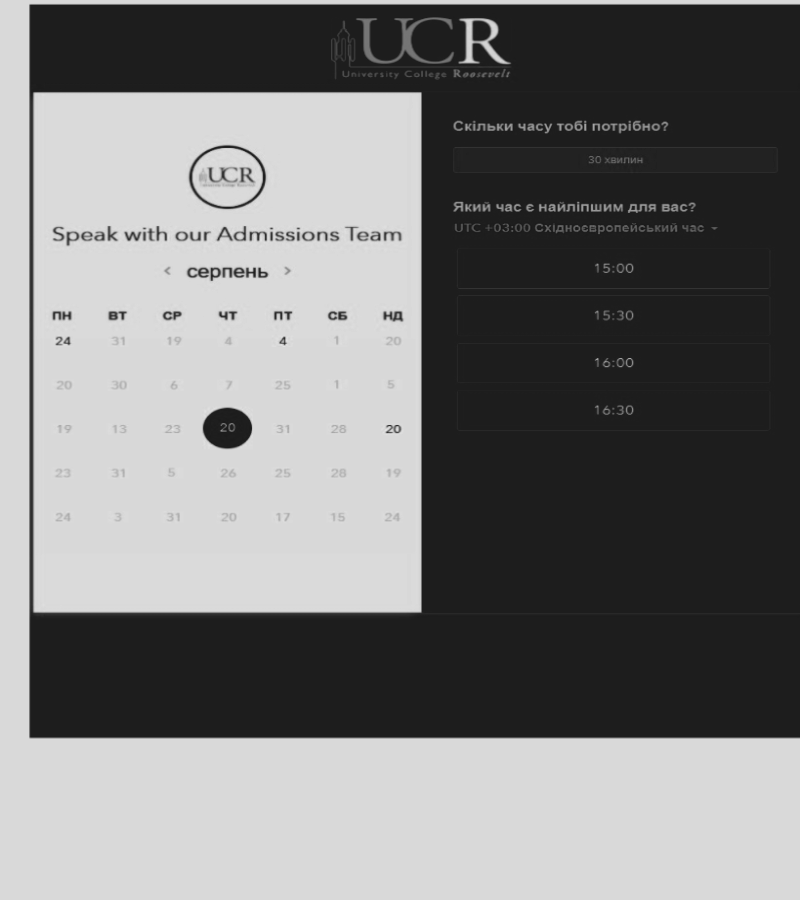 UCR
University College Roosevelt
UCR
Speak with our Admissions Team
серпень
ПН ВТ СР ЧТ ПТ СБ НД
24 31 19 4 4 1 20
20 30 6 7 25 1 5
19 13 23 20 31 28 20
23 31 5 26 25 28 19
24 3 31 20 17 15 24
Скільки часу тобі потрібно?
30 хвилин
Який час є найліпшим для вас?
UTC +03:00 Східноєвропейський час
15:00
15:30
16:00
16:30